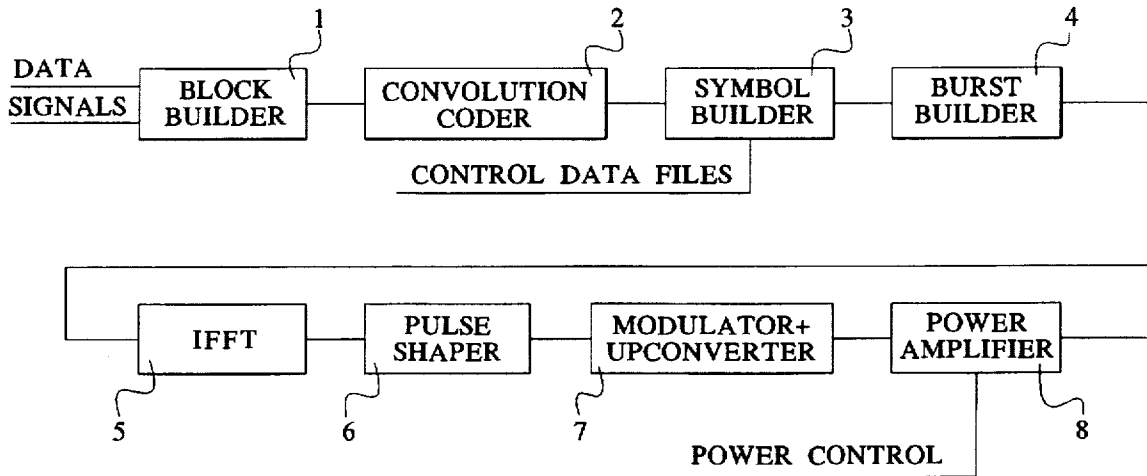 1
2
3
4
DATA
SIGNALS
BLOCK
BUILDER
CONVOLUTION
CODER
SYMBOL
BUILDER
BURST
BUILDER
CONTROL DATA FILES
IFFT
PULSE
SHAPER
MODULATOR+
UPCONVERTER
POWER
AMPLIFIER
5
6
7
8
POWER CONTROL